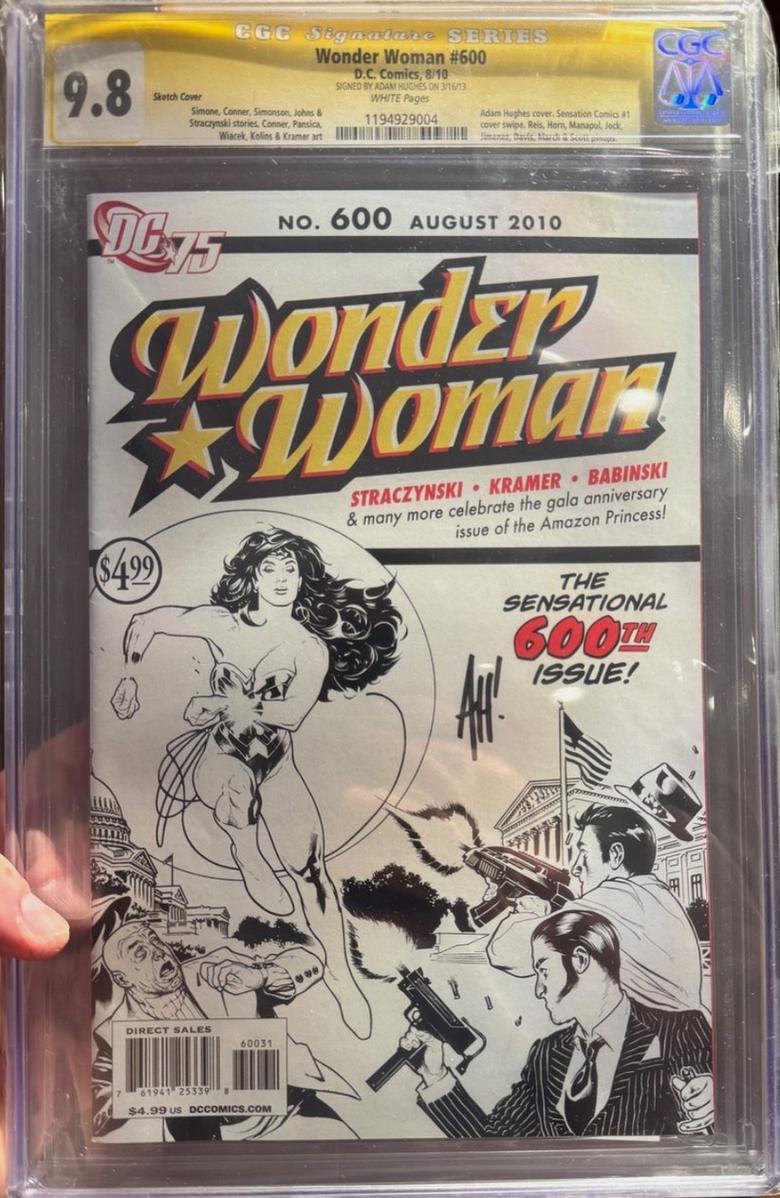 CGC Signature SERIES
Wonder Woman #600
D.C. Comics, 8/10
SIGNED BY ADAM HUGHES ON 3/16/13
WHITE Pages
9.8
Sketch Cover
Simone, Conner, Simonson, Johns &
Straczynski stories, Conner, Pansica,
Wiacek, Kolins & Kramer art
1194929004
Adam Hughes cover. Sensation Comics #1
cover swipe. Reis, Horn, Manapul, Jock,
Jimenez, Davis, March & Scott pinups.
CGC
DC 75
NO. 600 AUGUST 2010
Wonder
Woman
STRACZYNSKI • KRAMER • BABINSKI
& many more celebrate the gala anniversary
issue of the Amazon Princess!
$4.99
THE
SENSATIONAL
600TH
ISSUE!
AH!
DIRECT SALES
60031
7 61941 25339 8
$4.99 US DCCOMICS.COM